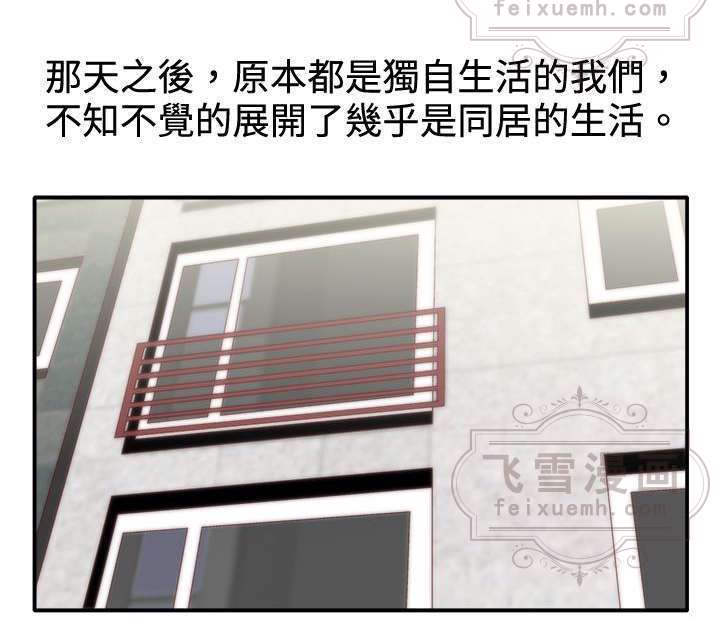 feixuemh.com
那天之後，原本都是獨自生活的我們，
不知不覺的展開了幾乎是同居的生活。
飞雪漫画
feixuemh.com